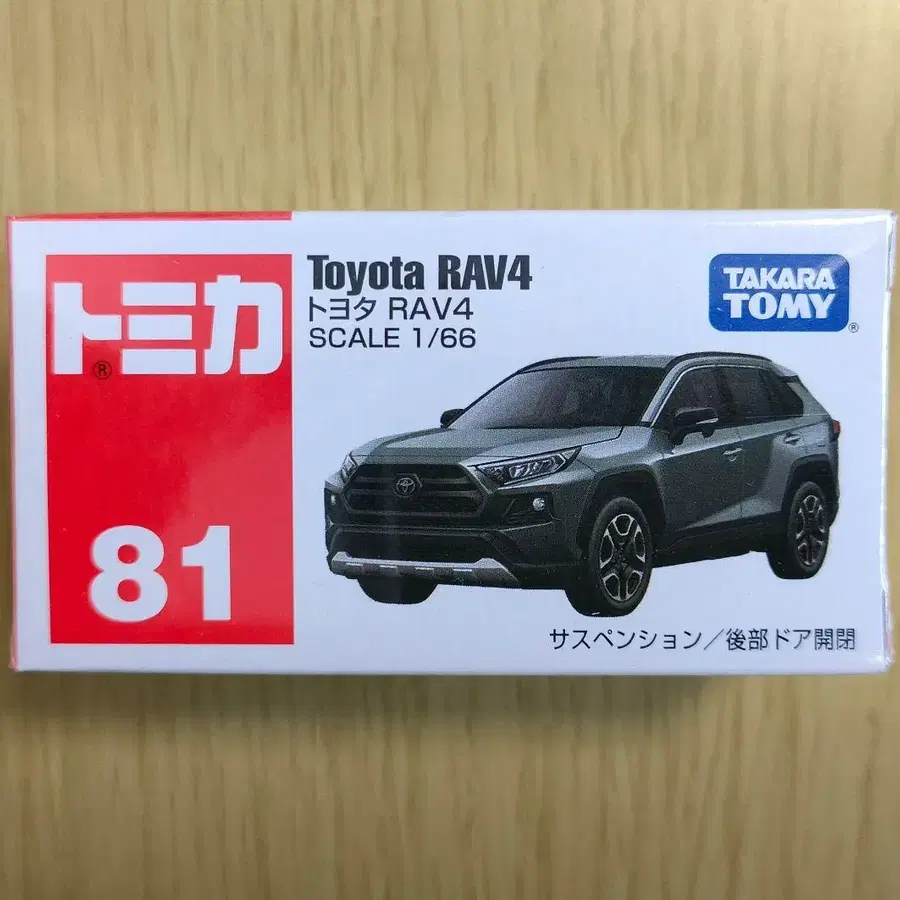 トミカ
®
81
Toyota RAV4
トヨタ RAV4
SCALE 1/66
TAKARA
TOMY
®
サスペンション/後部ドア開閉